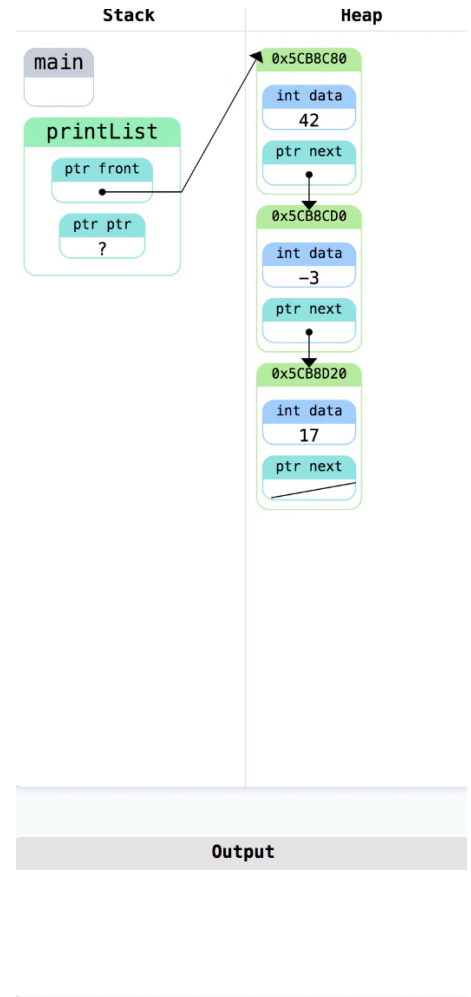 Stack
Heap
main
printList
ptr front
ptr ptr
?
0x5CB8C80
int data
42
ptr next
0x5CB8CD0
int data
−3
ptr next
0x5CB8D20
int data
17
ptr next
Output